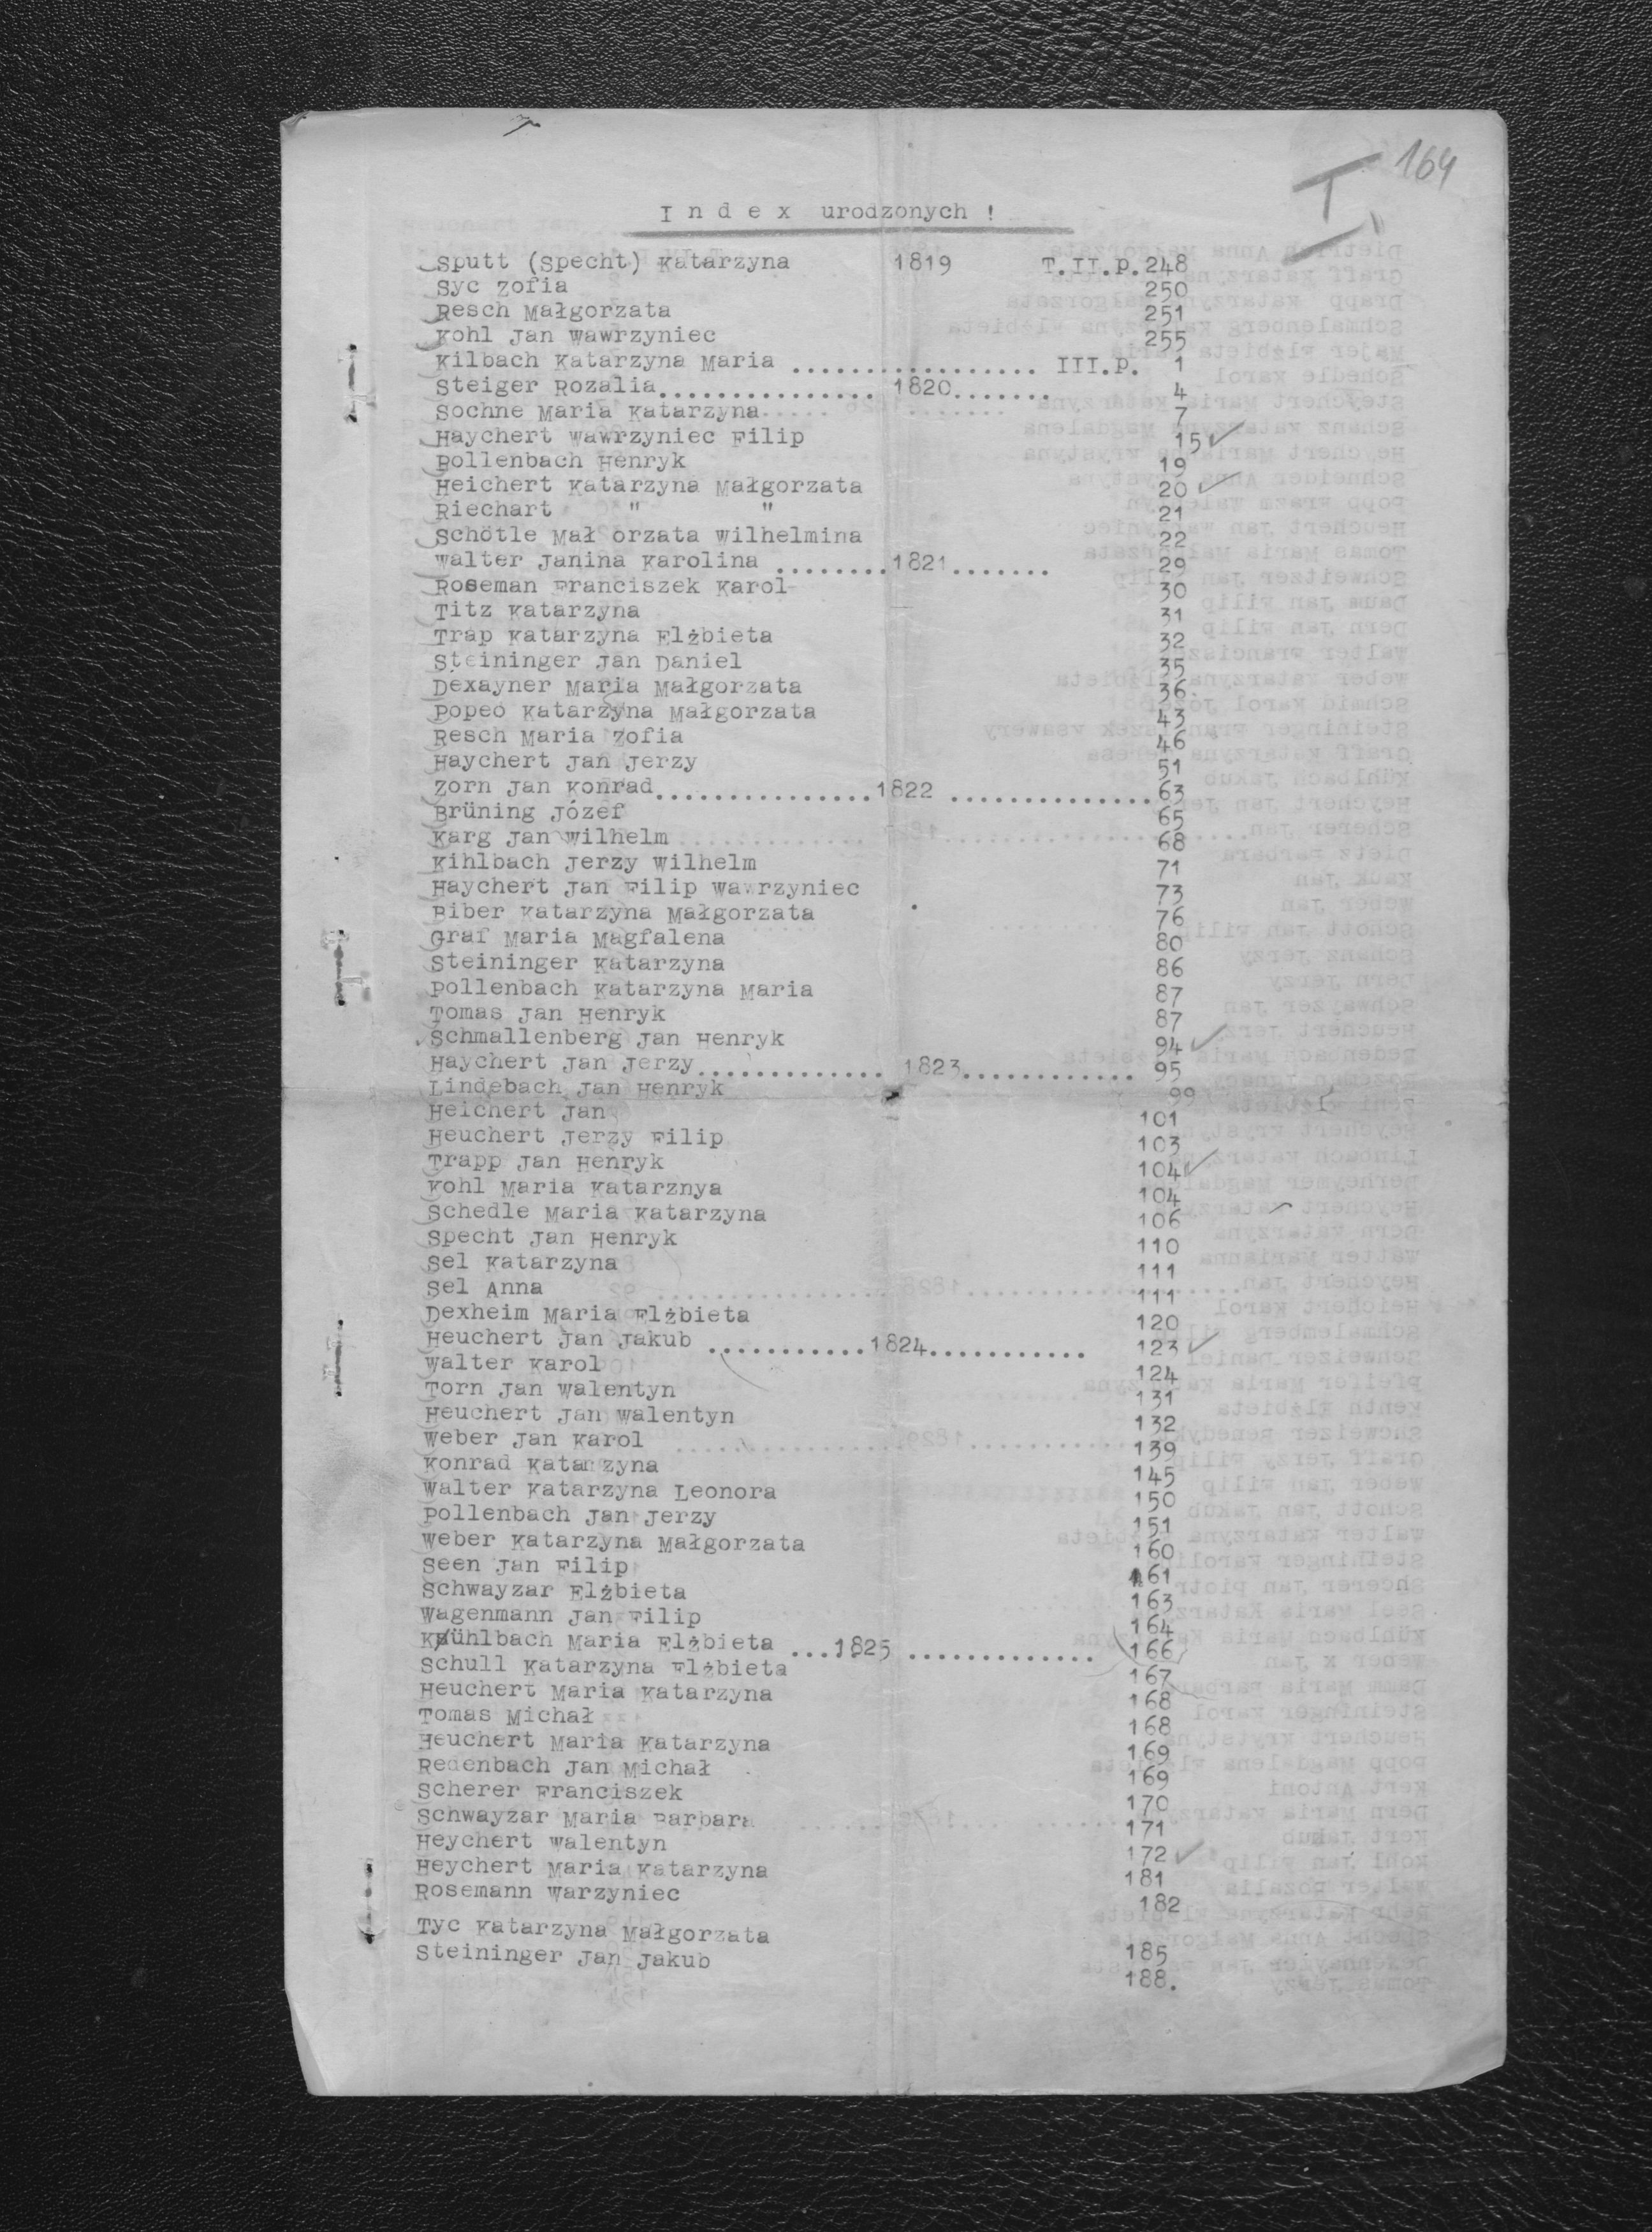 164
I
Index urodzonych !
Sputt (Specht) Katarzyna 1819 T.II.p.248
Syc Zofia 250
Resch Małgorzata 251
Kohl Jan Wawrzyniec 255
Kilbach Katarzyna Maria .................. III.p. 1
Steiger Rozalia................ 1820....... 4
Sochne Maria Katarzyna 7
Haychert Wawrzyniec Filip 15
Pollenbach Henryk 19
Heichert Katarzyna Małgorzata 20
Riechart " " 21
Schötle Mał orzata Wilhelmina 22
Walter Janina Karolina ........1821....... 29
Roseman Franciszek Karol 30
Titz Katarzyna 31
Trap Katarzyna Elżbieta 32
Steininger Jan Daniel 35
Dexayner Maria Małgorzata 36
Popeo Katarzyna Małgorzata 43
Resch Maria Zofia 46
Haychert Jan Jerzy 51
Zorn Jan Konrad................1822 ...............63
Brüning Józef 65
Karg Jan Wilhelm 68
Kihlbach Jerzy Wilhelm 71
Haychert Jan Filip Wawrzyniec 73
Biber Katarzyna Małgorzata 76
Graf Maria Magfalena 80
Steininger Katarzyna 86
Pollenbach Katarzyna Maria 87
Tomas Jan Henryk 87
Schmallenberg Jan Henryk 94
Haychert Jan Jerzy.............. 1823............. 95
Lindebach Jan Henryk 99
Heichert Jan 101
Heuchert Jerzy Filip 103
Trapp Jan Henryk 104
Kohl Maria Katarznya 104
Schedle Maria Katarzyna 106
Specht Jan Henryk 110
Sel Katarzyna 111
Sel Anna 111
Dexheim Maria Elżbieta 120
Heuchert Jan Jakub ............1824............ 123
Walter Karol 124
Torn Jan Walentyn 131
Heuchert Jan Walentyn 132
Weber Jan Karol 139
Konrad Katarzyna 145
Walter Katarzyna Leonora 150
Pollenbach Jan Jerzy 151
Weber Katarzyna Małgorzata 160
Seen Jan Filip 161
Schwayzar Elżbieta 163
Wagenmann Jan Filip 164
Kühlbach Maria Elżbieta ...1825 .............. 166
Schull Katarzyna Elżbieta 167
Heuchert Maria Katarzyna 168
Tomas Michał 168
Heuchert Maria Katarzyna 169
Redenbach Jan Michał 169
Scherer Franciszek 170
Schwayzar Maria Barbara 171
Heychert Walentyn 172
Heychert Maria Katarzyna 181
Rosemann Warzyniec 182
Tyc Katarzyna Małgorzata 185
Steininger Jan Jakub 188.